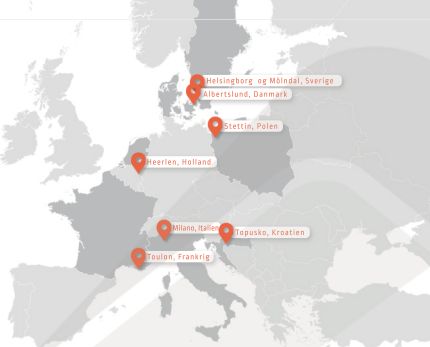 Helsingborg og Mölndal, Sverige
Albertslund, Danmark
Stettin, Polen
Heerlen, Holland
Milano, Italien
Topusko, Kroatien
Toulon, Frankrig